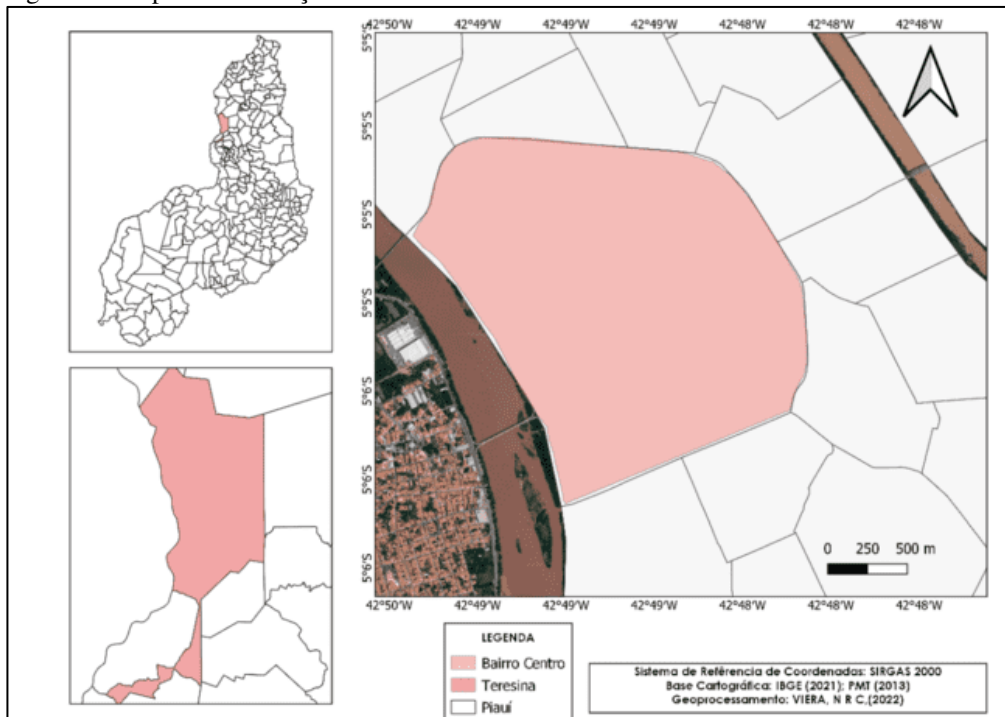 42°50'W 42°49'W 42°49'W 42°49'W 42°48'W 42°48'W 42°48'W
5°5'S
5°5'S
5°5'S
5°5'S
5°6'S
5°6'S
5°6'S
0 250 500 m
42°50'W 42°49'W 42°49'W 42°49'W 42°48'W 42°48'W 42°48'W
LEGENDA
Bairro Centro
Teresina
Piauí
Sistema de Refêrencia de Coordenadas: SIRGAS 2000
Base Cartográfica: IBGE (2021); PMT (2013)
Geoprocessamento: VIERA, N R C,(2022)